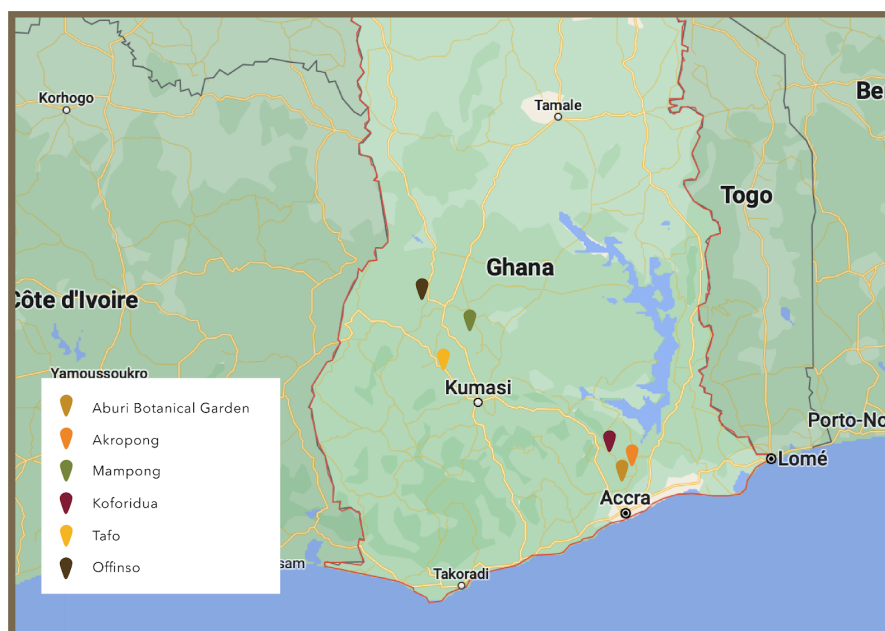 Korhogo
Tamale
Be
Togo
Ghana
Côte d'Ivoire
Yamoussoukro
Kumasi
Aburi Botanical Garden
Akropong
Mampong
Koforidua
Tafo
Offinso
Porto-No
Lomé
Accra
sam
Takoradi